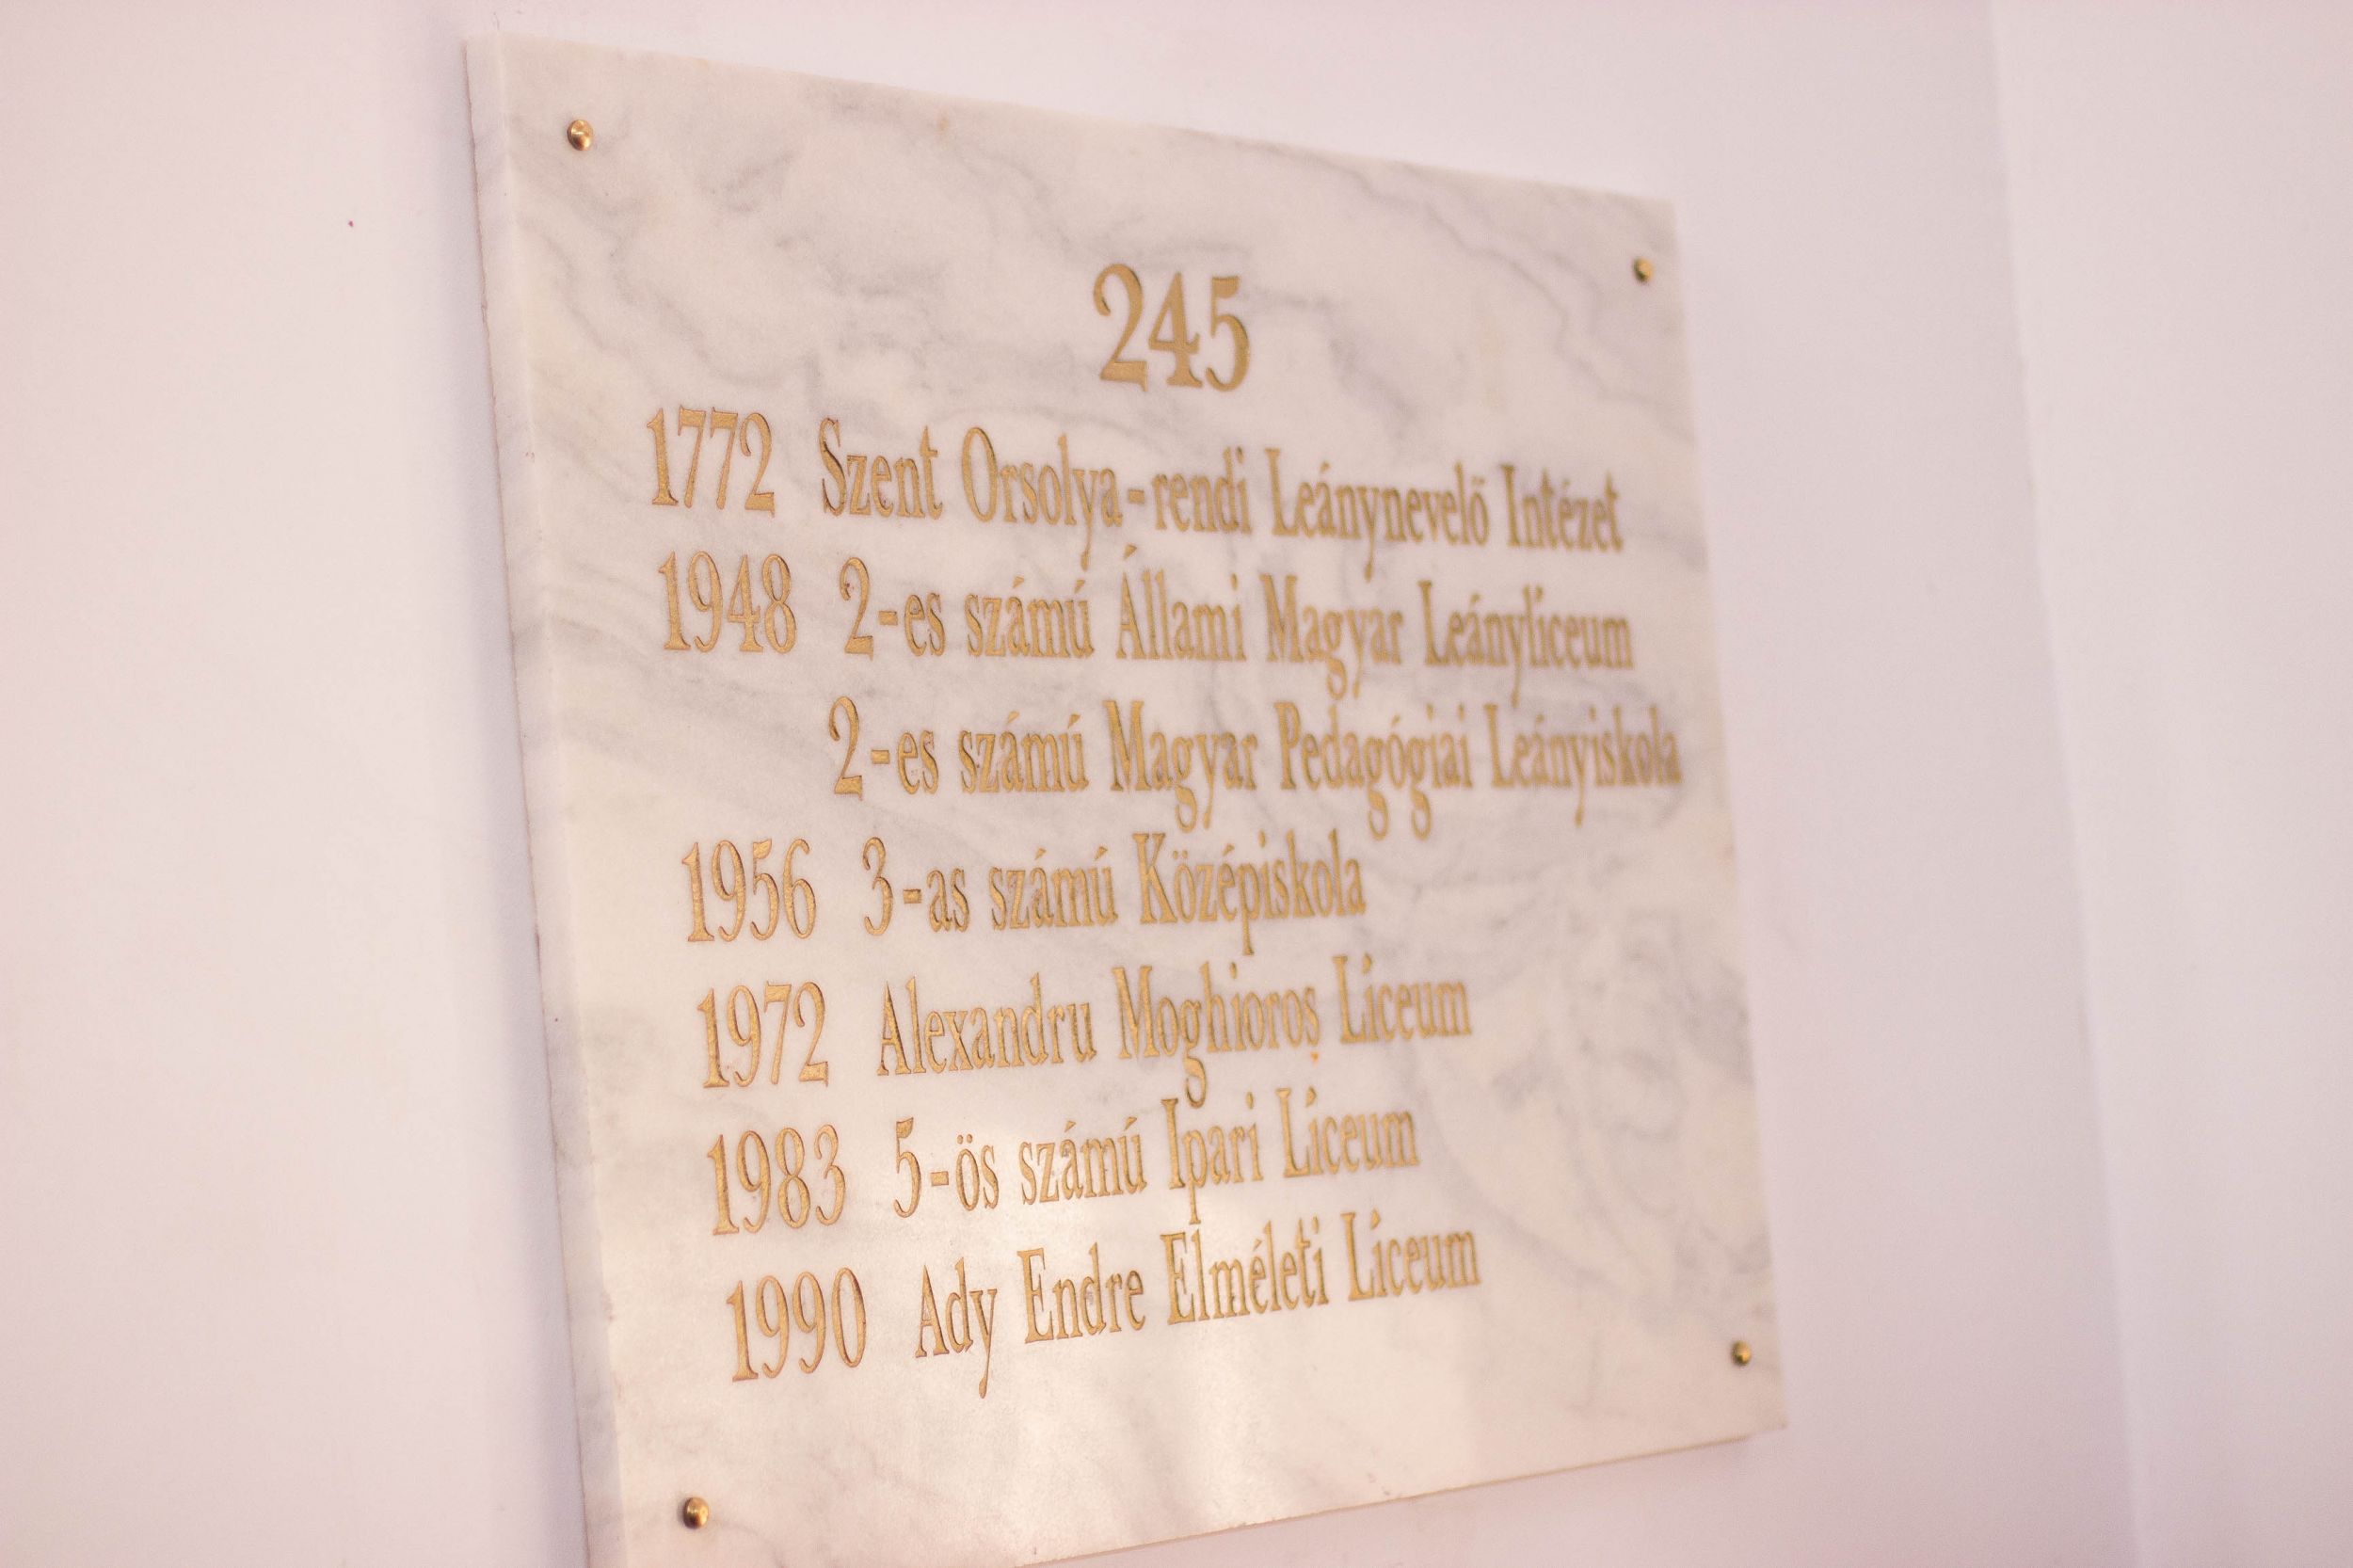 245
1772 Szent Orsolya-rendi Leánynevelő Intézet
1948 2-es számú Állami Magyar Leánylíceum
2-es számú Magyar Pedagógiai Leányiskola
1956 3-as számú Középiskola
1972 Alexandru Moghioroș Líceum
1983 5-ös számú Ipari Líceum
1990 Ady Endre Elméleti Líceum